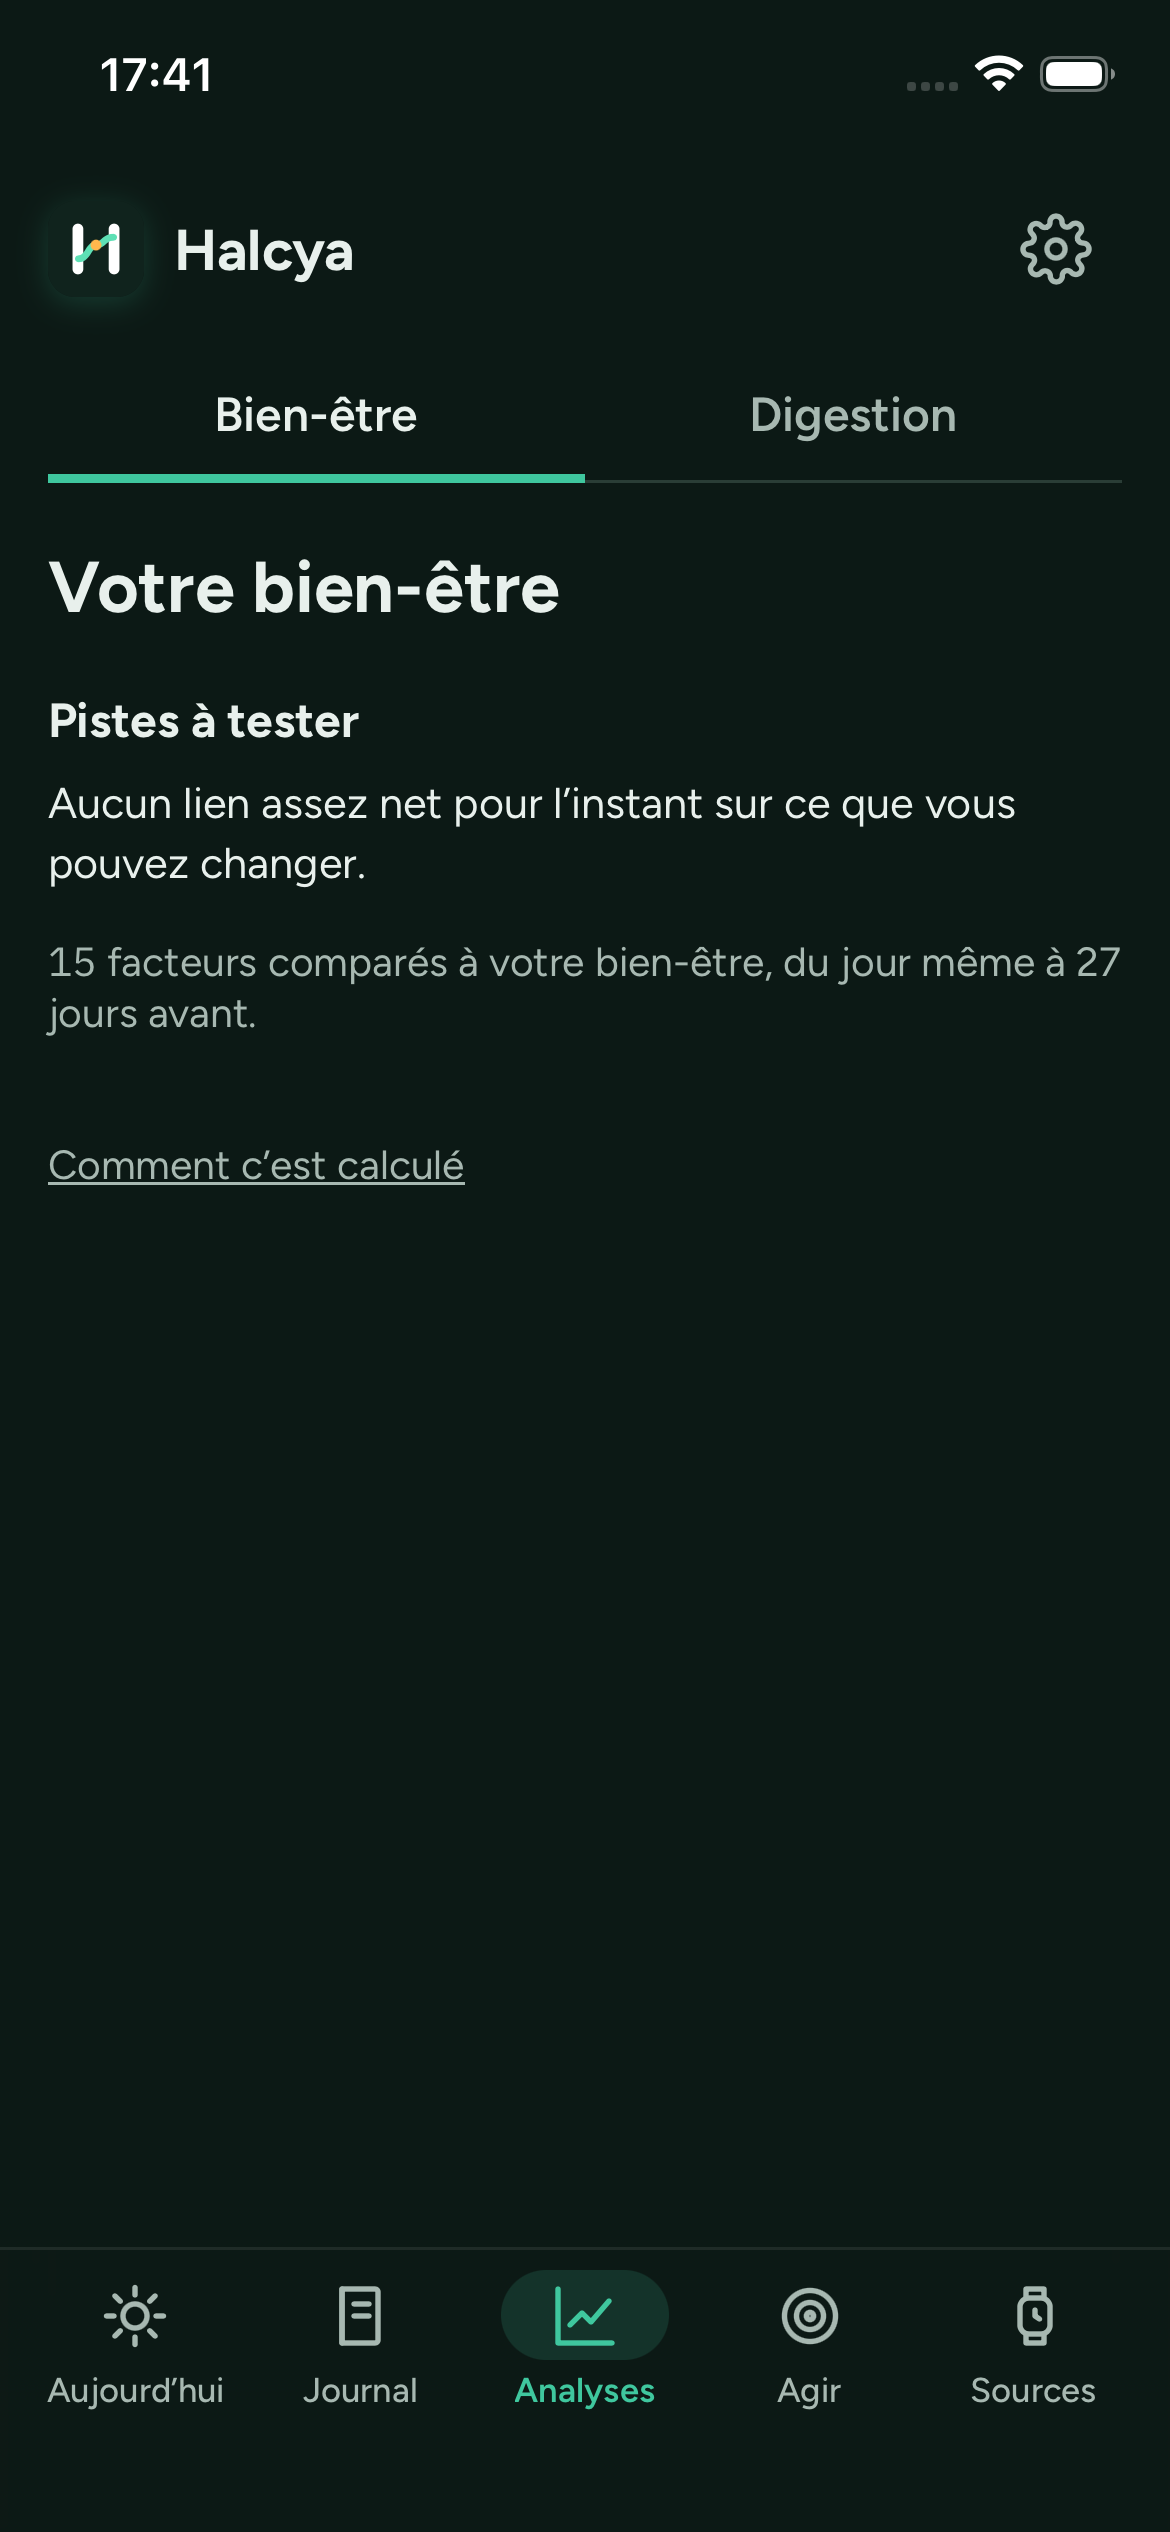 17:41
Halcya
Bien-être
Digestion
Votre bien-être
Pistes à tester
Aucun lien assez net pour l’instant sur ce que vous
pouvez changer.
15 facteurs comparés à votre bien-être, du jour même à 27
jours avant.
Comment c’est calculé
Aujourd’hui
Journal
Analyses
Agir
Sources